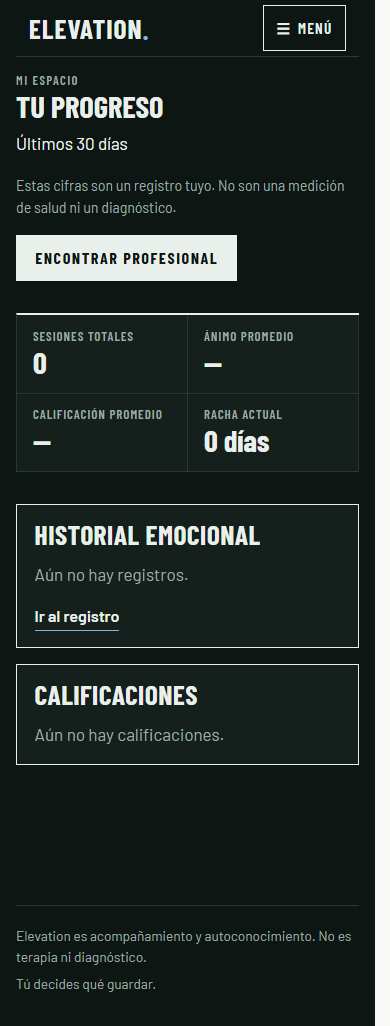 ELEVATION.
☰ MENÚ
MI ESPACIO
TU PROGRESO
Últimos 30 días
Estas cifras son un registro tuyo. No son una medición
de salud ni un diagnóstico.
ENCONTRAR PROFESIONAL
SESIONES TOTALES
0
ÁNIMO PROMEDIO
—
CALIFICACIÓN PROMEDIO
—
RACHA ACTUAL
0 días
HISTORIAL EMOCIONAL
Aún no hay registros.
Ir al registro
CALIFICACIONES
Aún no hay calificaciones.
Elevation es acompañamiento y autoconocimiento. No es
terapia ni diagnóstico.
Tú decides qué guardar.